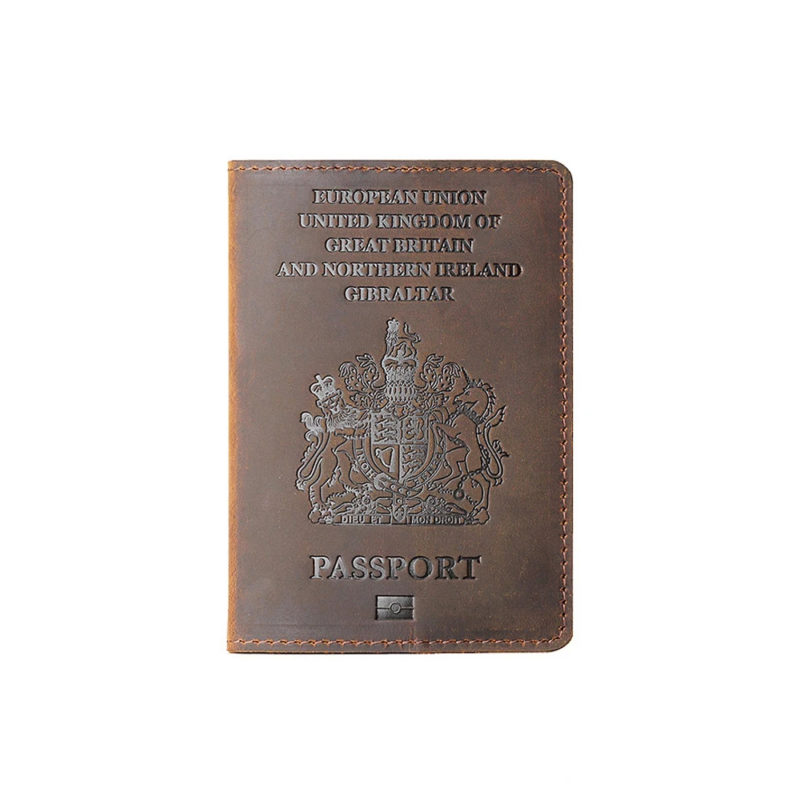 EUROPEAN UNION
UNITED KINGDOM OF
GREAT BRITAIN
AND NORTHERN IRELAND
GIBRALTAR
DIEU ET MON DROIT
PASSPORT